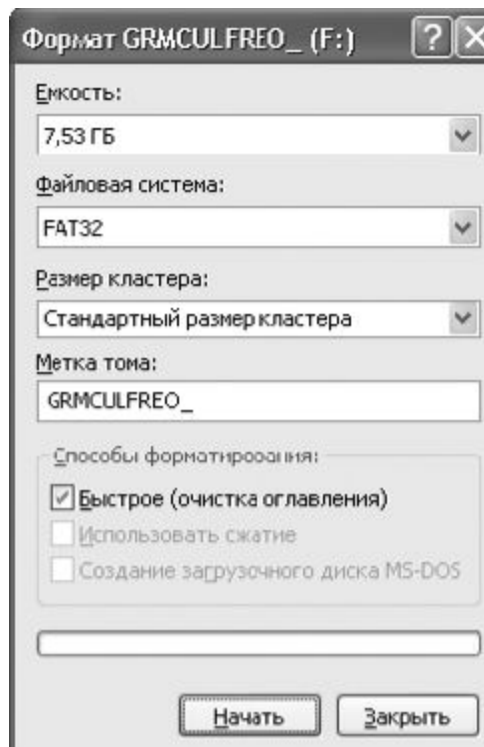 Формат GRMCULFREO_ (F:)
Емкость:
7,53 ГБ
Файловая система:
FAT32
Размер кластера:
Стандартный размер кластера
Метка тома:
GRMCULFREO_
Способы форматирования:
Быстрое (очистка оглавления)
Использовать сжатие
Создание загрузочного диска MS-DOS
Начать
Закрыть